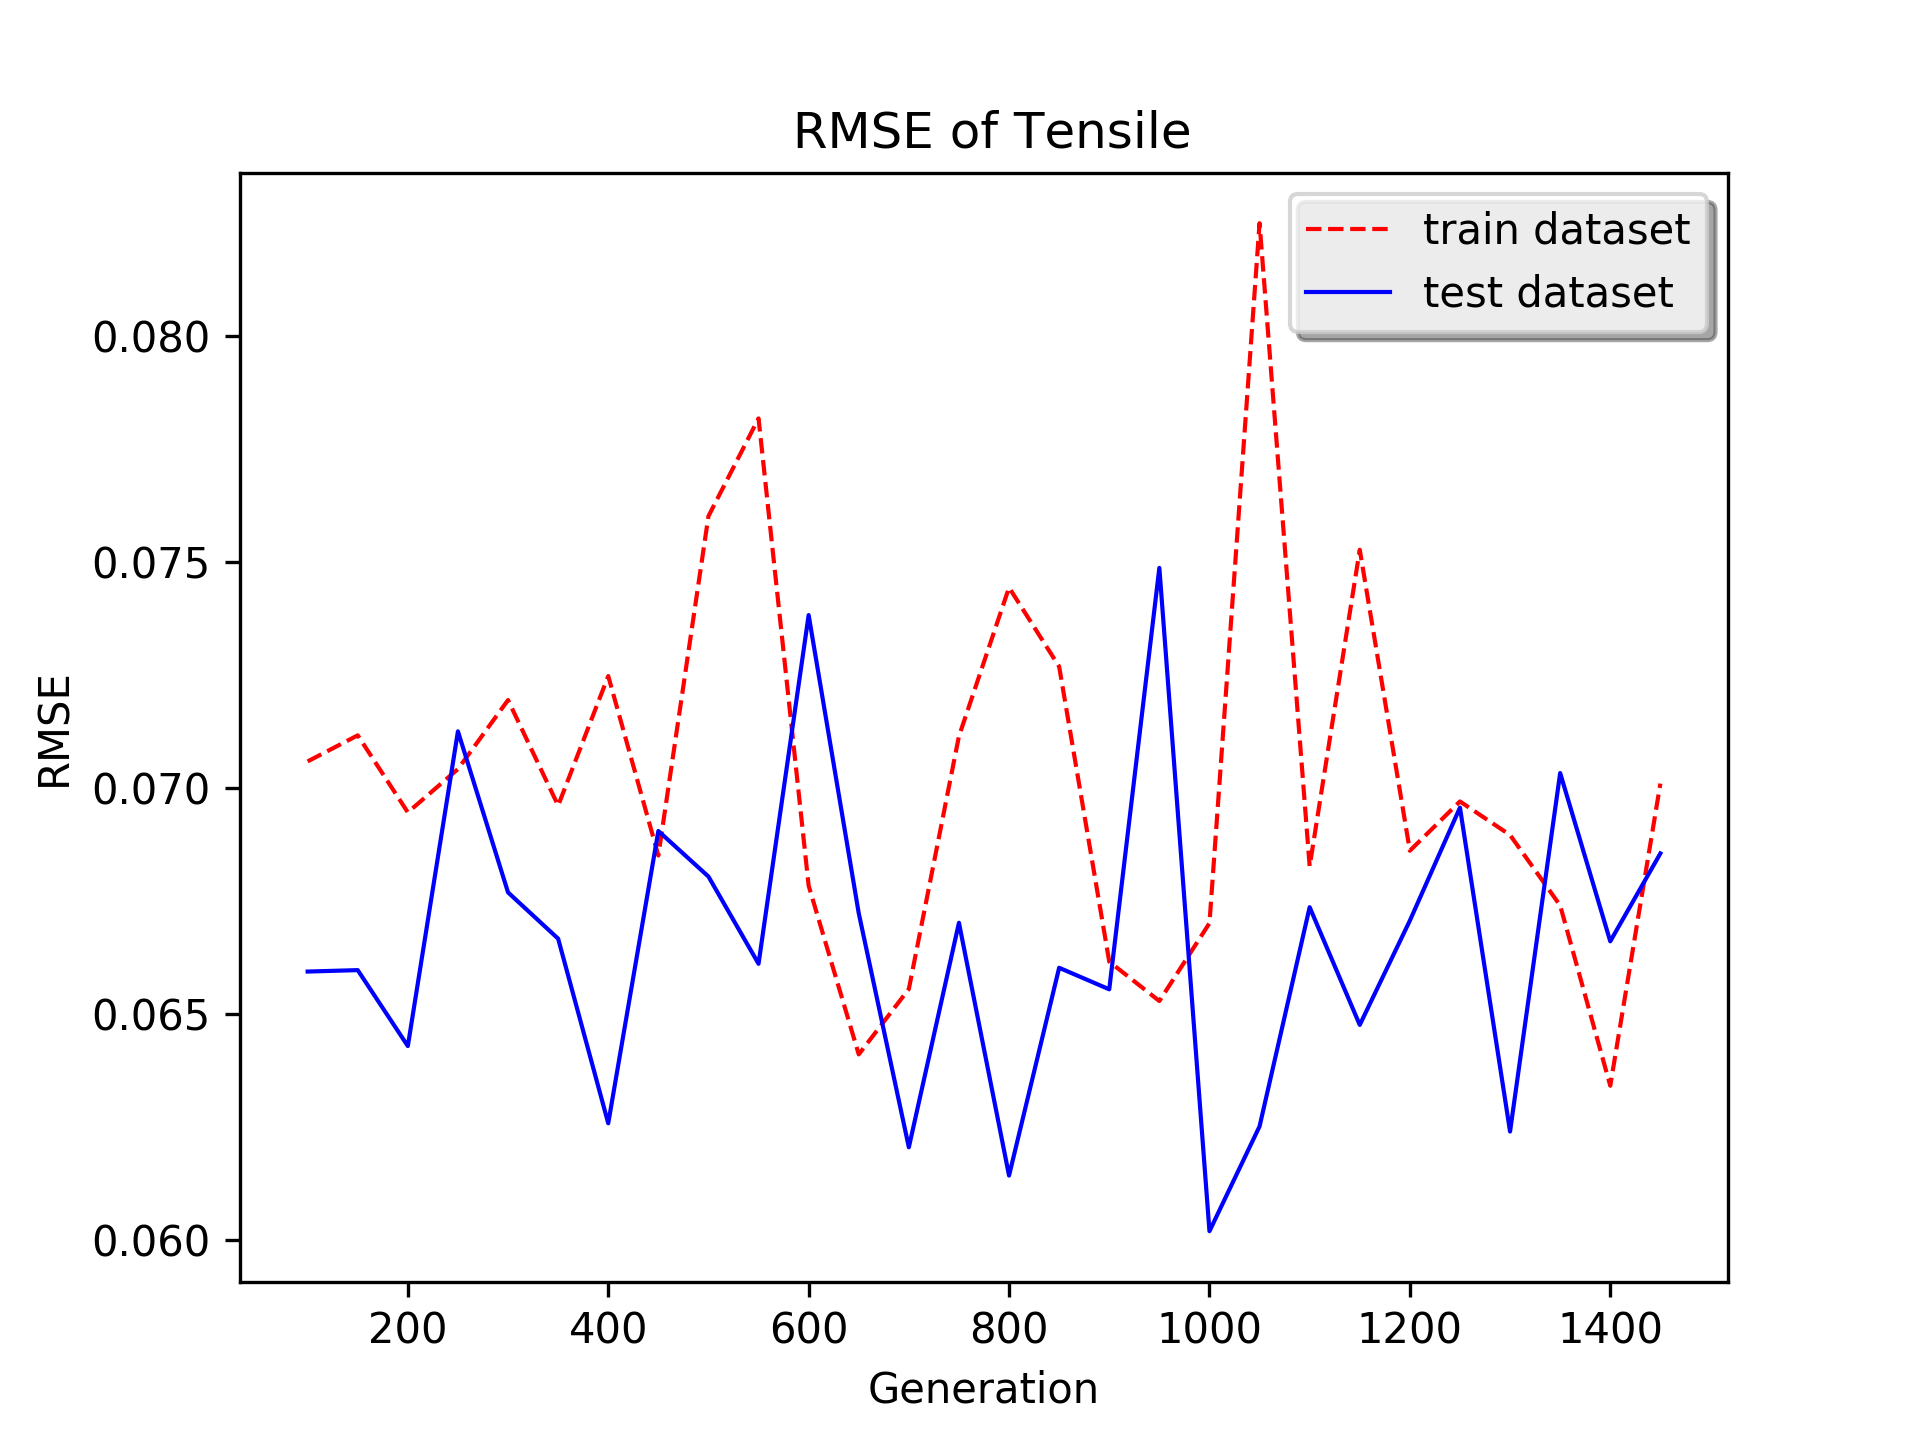 RMSE of Tensile
train dataset
test dataset
0.080
0.075
0.070
0.065
0.060
RMSE
200 400 600 800 1000 1200 1400
Generation